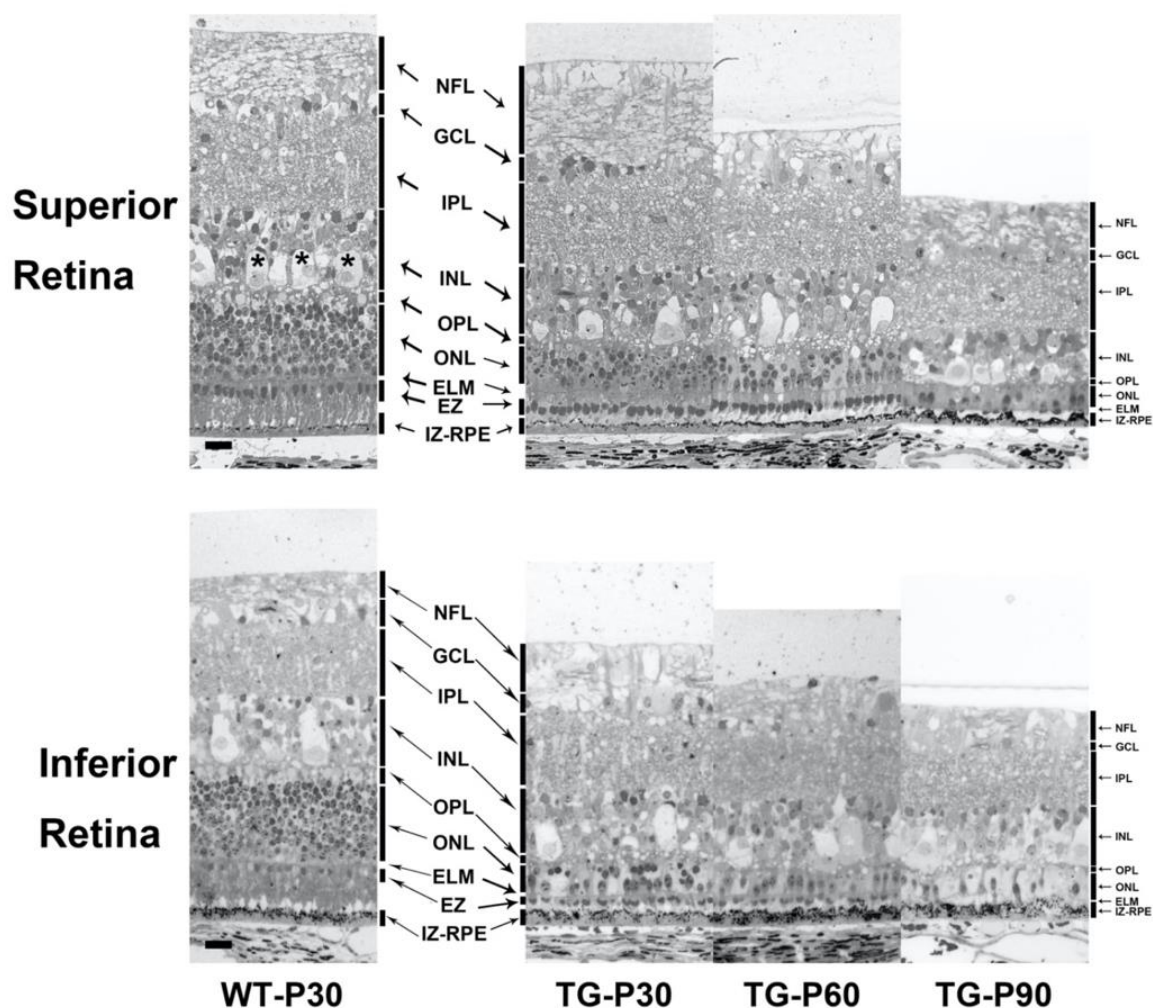 Superior
Retina
* * *
NFL
GCL
IPL
INL
OPL
ONL
ELM
EZ
IZ-RPE
NFL
GCL
IPL
INL
OPL
ONL
ELM
IZ-RPE
Inferior
Retina
NFL
GCL
IPL
INL
OPL
ONL
ELM
EZ
IZ-RPE
NFL
GCL
IPL
INL
OPL
ONL
ELM
IZ-RPE
WT-P30 TG-P30 TG-P60 TG-P90